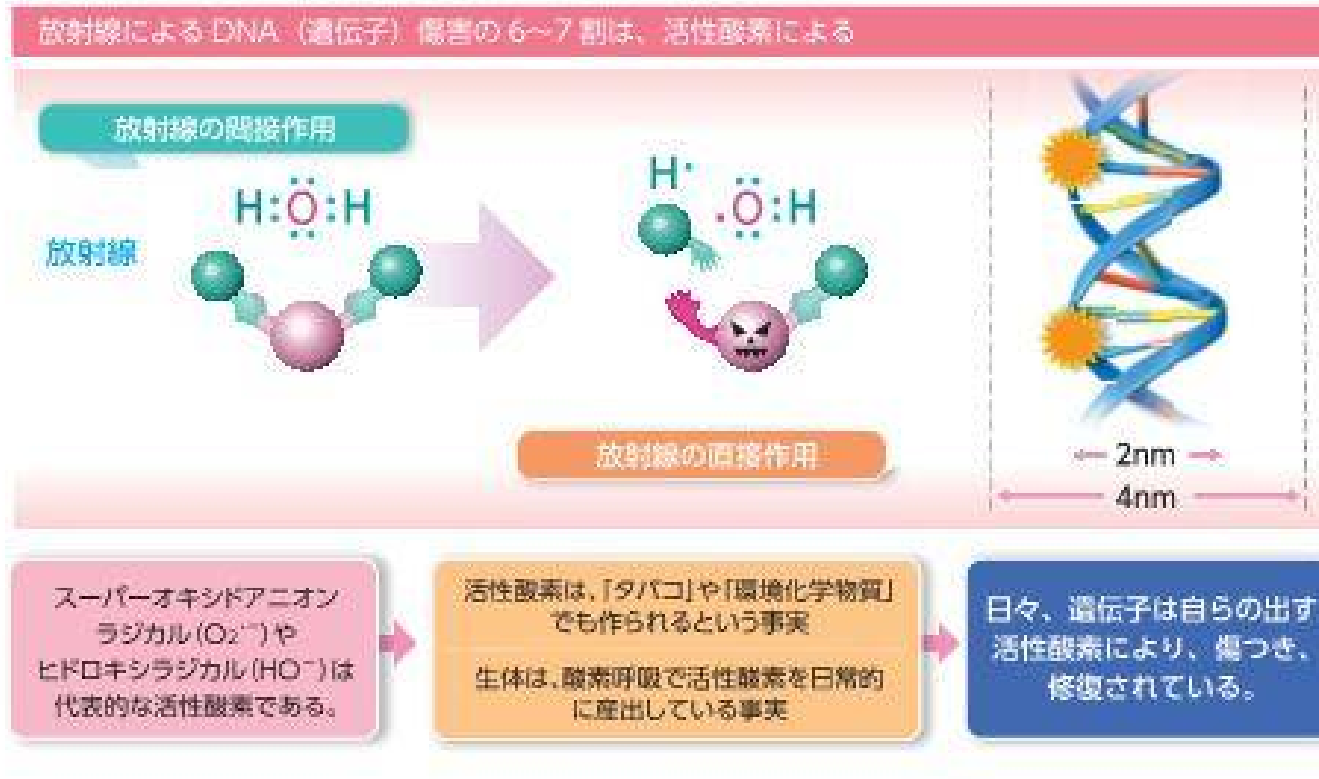 放射線による DNA（遺伝子）傷害の 6〜7 割は、活性酸素による
放射線の間接作用
放射線
H:O:H
H・
・O:H
放射線の直接作用
2nm
4nm
スーパーオキシドアニオン
ラジカル(O₂・⁻)や
ヒドロキシラジカル(HO⁻)は
代表的な活性酸素である。
活性酸素は、「タバコ」や「環境化学物質」
でも作られるという事実
生体は、酸素呼吸で活性酸素を日常的
に産出している事実
日々、遺伝子は自らの出す
活性酸素により、傷つき、
修復されている。